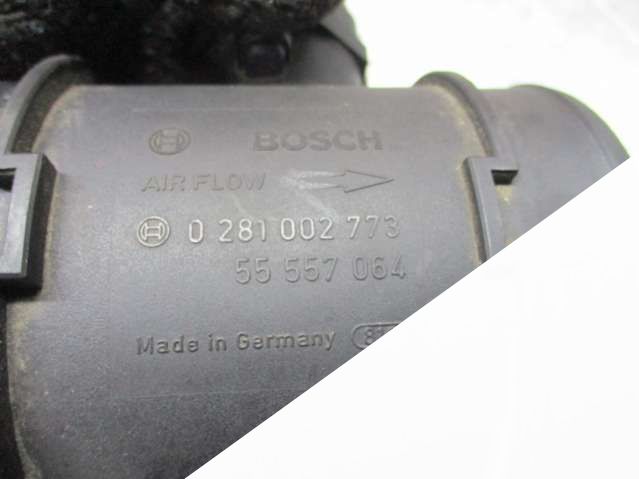 BOSCH
AIR FLOW
0 281 002 773
55 557 064
Made in Germany